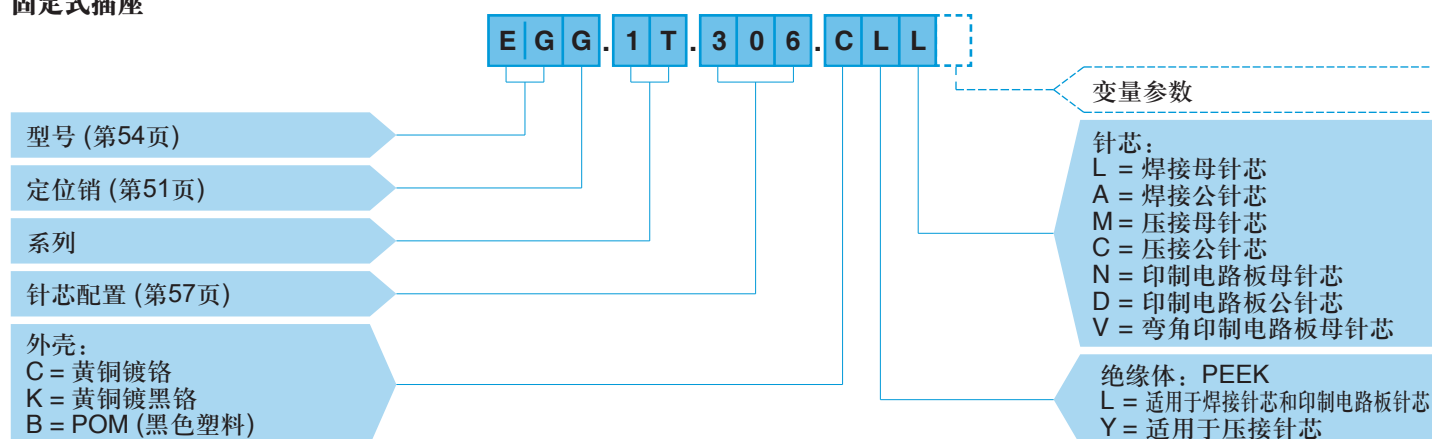 固定式插座
EGG.1T.306.CLL
变量参数
型号 (第54页)
定位销 (第51页)
系列
针芯配置 (第57页)
外壳：
C = 黄铜镀铬
K = 黄铜镀黑铬
B = POM (黑色塑料)
针芯：
L = 焊接母针芯
A = 焊接公针芯
M = 压接母针芯
C = 压接公针芯
N = 印制电路板母针芯
D = 印制电路板公针芯
V = 弯角印制电路板母针芯
绝缘体：PEEK
L = 适用于焊接针芯和印制电路板针芯
Y = 适用于压接针芯